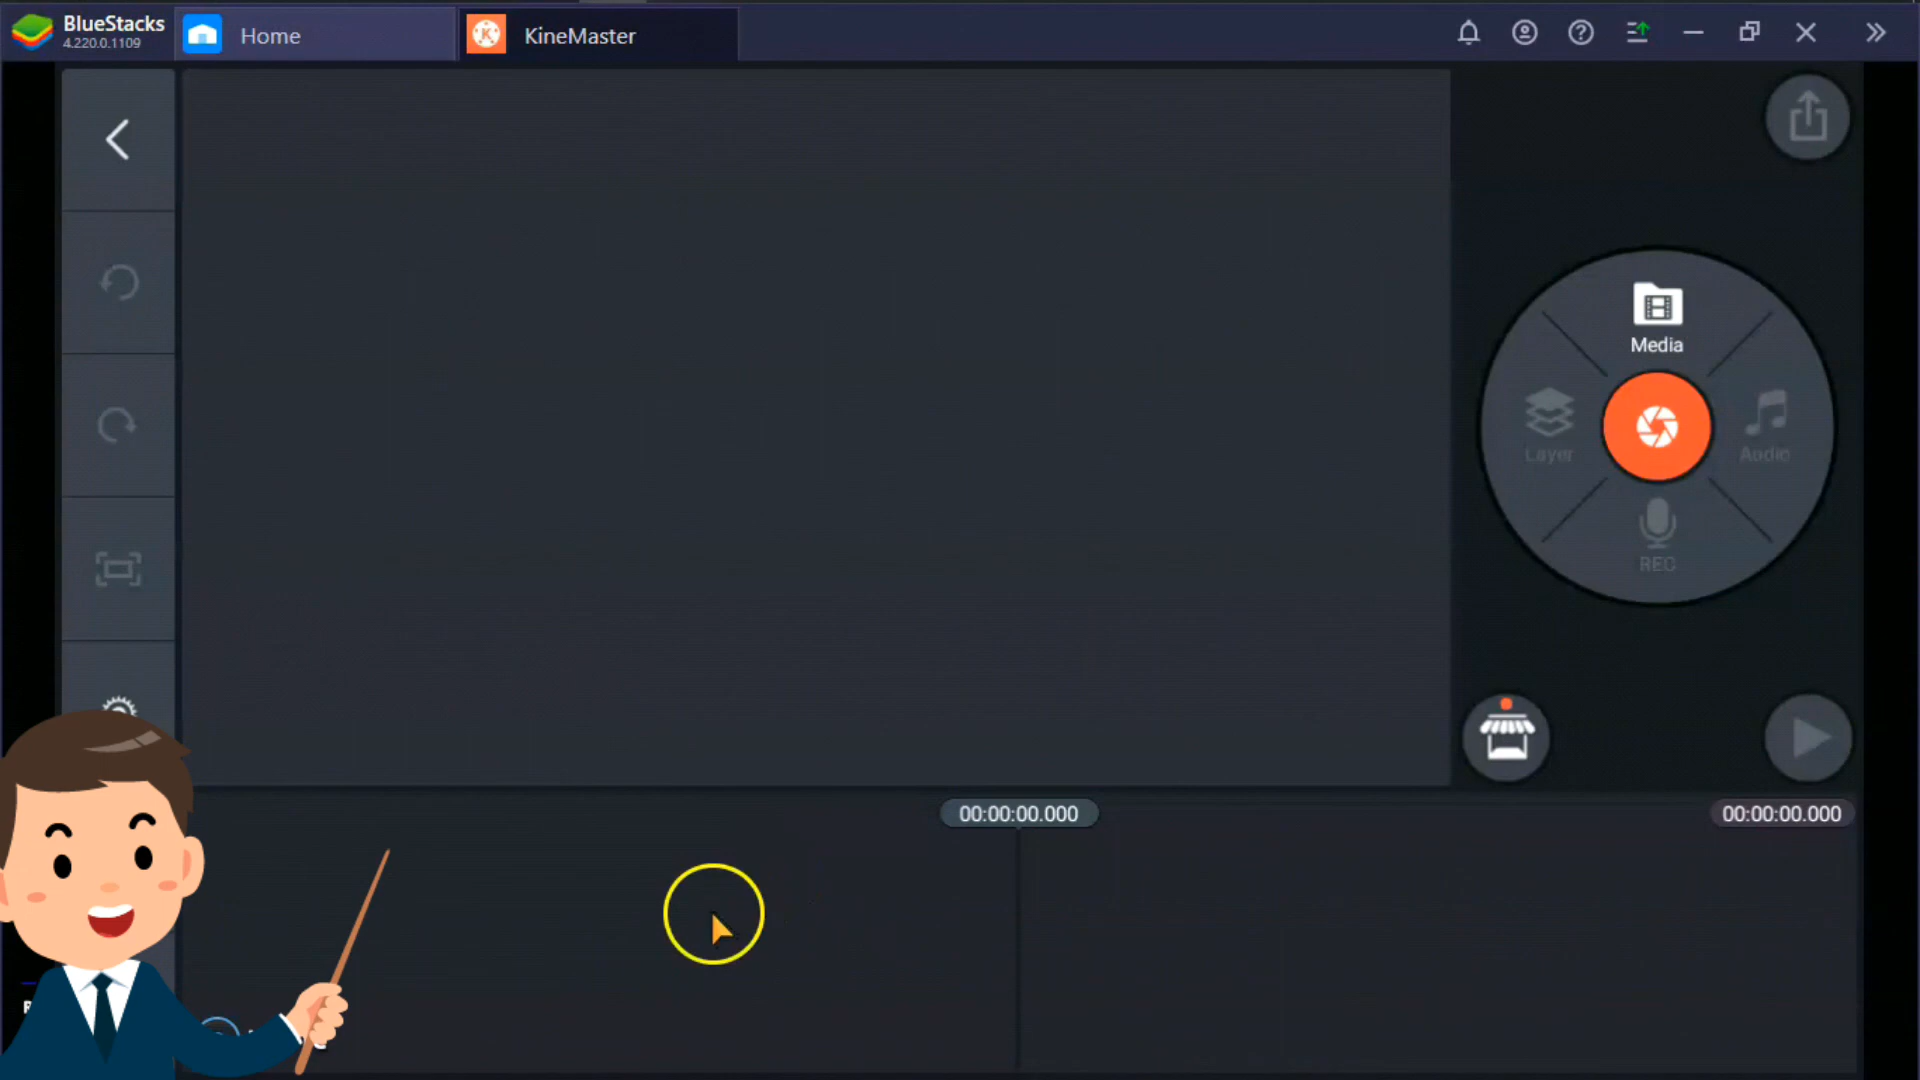 BlueStacks
4.220.0.1109
Home
KineMaster
Media
Layer
Audio
REC
00:00:00.000
00:00:00.000